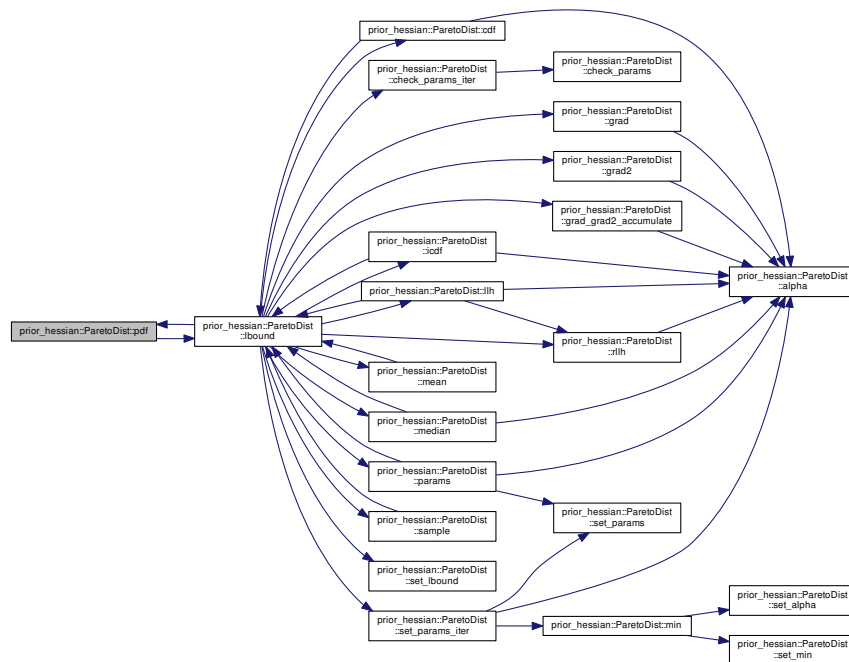 prior_hessian::ParetoDist::pdf
prior_hessian::ParetoDist
::lbound
prior_hessian::ParetoDist::cdf
prior_hessian::ParetoDist
::check_params_iter
prior_hessian::ParetoDist
::icdf
prior_hessian::ParetoDist::llh
prior_hessian::ParetoDist
::mean
prior_hessian::ParetoDist
::median
prior_hessian::ParetoDist
::params
prior_hessian::ParetoDist
::sample
prior_hessian::ParetoDist
::set_lbound
prior_hessian::ParetoDist
::set_params_iter
prior_hessian::ParetoDist
::check_params
prior_hessian::ParetoDist
::grad
prior_hessian::ParetoDist
::grad2
prior_hessian::ParetoDist
::grad_grad2_accumulate
prior_hessian::ParetoDist
::rllh
prior_hessian::ParetoDist
::set_params
prior_hessian::ParetoDist::min
prior_hessian::ParetoDist
::alpha
prior_hessian::ParetoDist
::set_alpha
prior_hessian::ParetoDist
::set_min